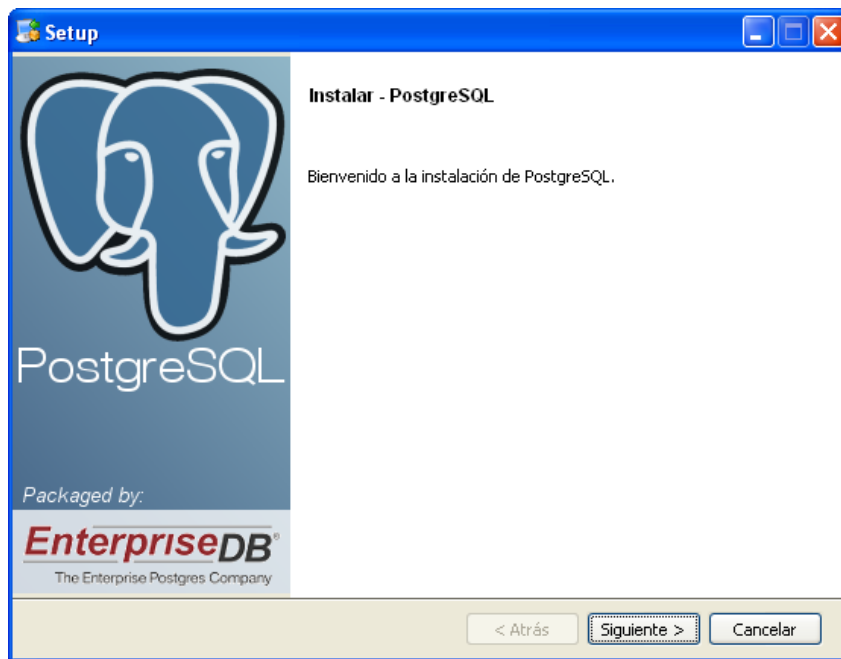 Setup
Instalar - PostgreSQL
Bienvenido a la instalación de PostgreSQL.
PostgreSQL
Packaged by:
EnterpriseDB®
The Enterprise Postgres Company
< Atrás
Siguiente >
Cancelar